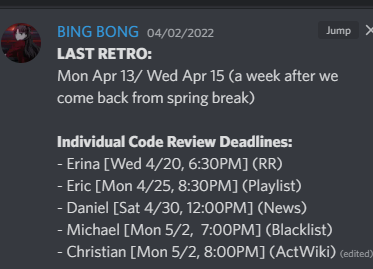 BING BONG 04/02/2022
Jump
LAST RETRO:
Mon Apr 13/ Wed Apr 15 (a week after we
come back from spring break)
Individual Code Review Deadlines:
- Erina [Wed 4/20, 6:30PM] (RR)
- Eric [Mon 4/25, 8:30PM] (Playlist)
- Daniel [Sat 4/30, 12:00PM] (News)
- Michael [Mon 5/2,  7:00PM] (Blacklist)
- Christian [Mon 5/2, 8:00PM] (ActWiki) (edited)